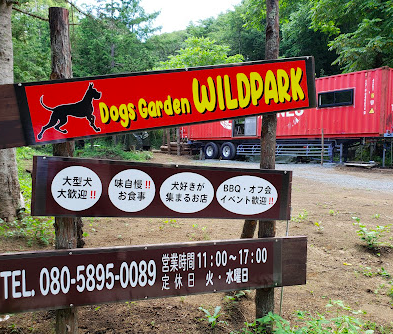 Dogs Garden WILDPARK
大型犬
大歓迎!!
味自慢!!
お食事
犬好きが
集まるお店
BBQ・オフ会
イベント歓迎!!
TEL. 080-5895-0089
営業時間 11：00～17：00
定休日 火・水曜日